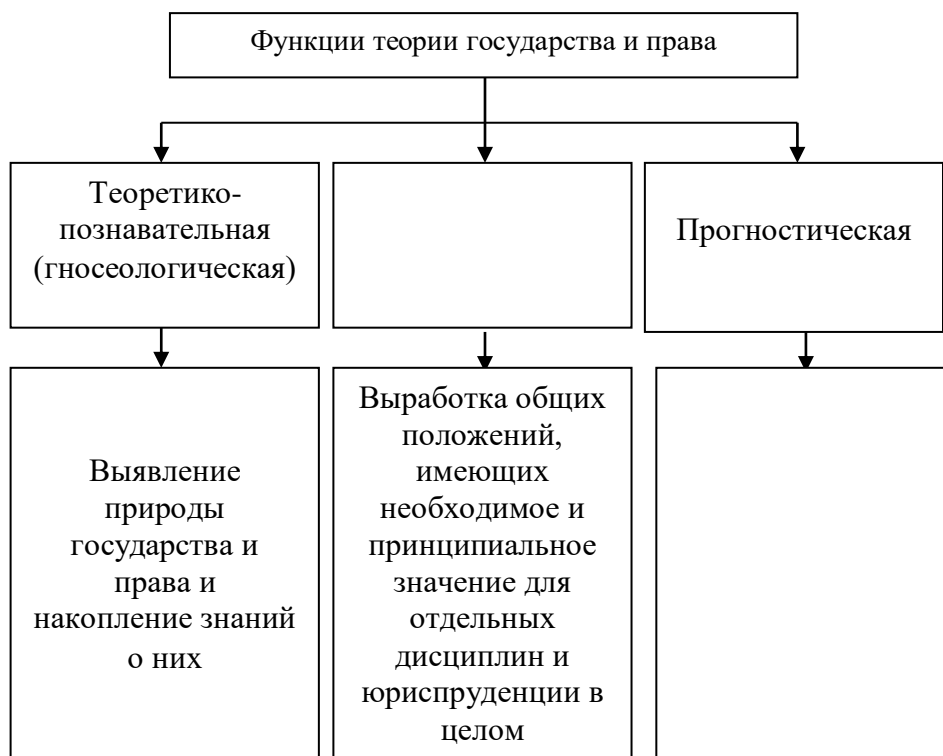 Функции теории государства и права
Теоретико-
познавательная
(гносеологическая)
Прогностическая
Выявление
природы
государства и
права и
накопление знаний
о них
Выработка общих
положений,
имеющих
необходимое и
принципиальное
значение для
отдельных
дисциплин и
юриспруденции в
целом